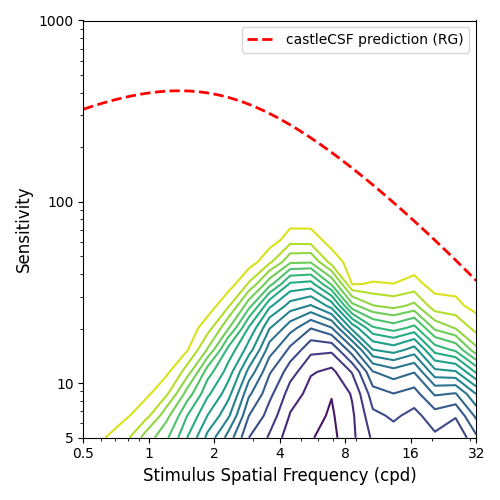 1000
castleCSF prediction (RG)
100
10
5
Sensitivity
0.5 1 2 4 8 16 32
Stimulus Spatial Frequency (cpd)